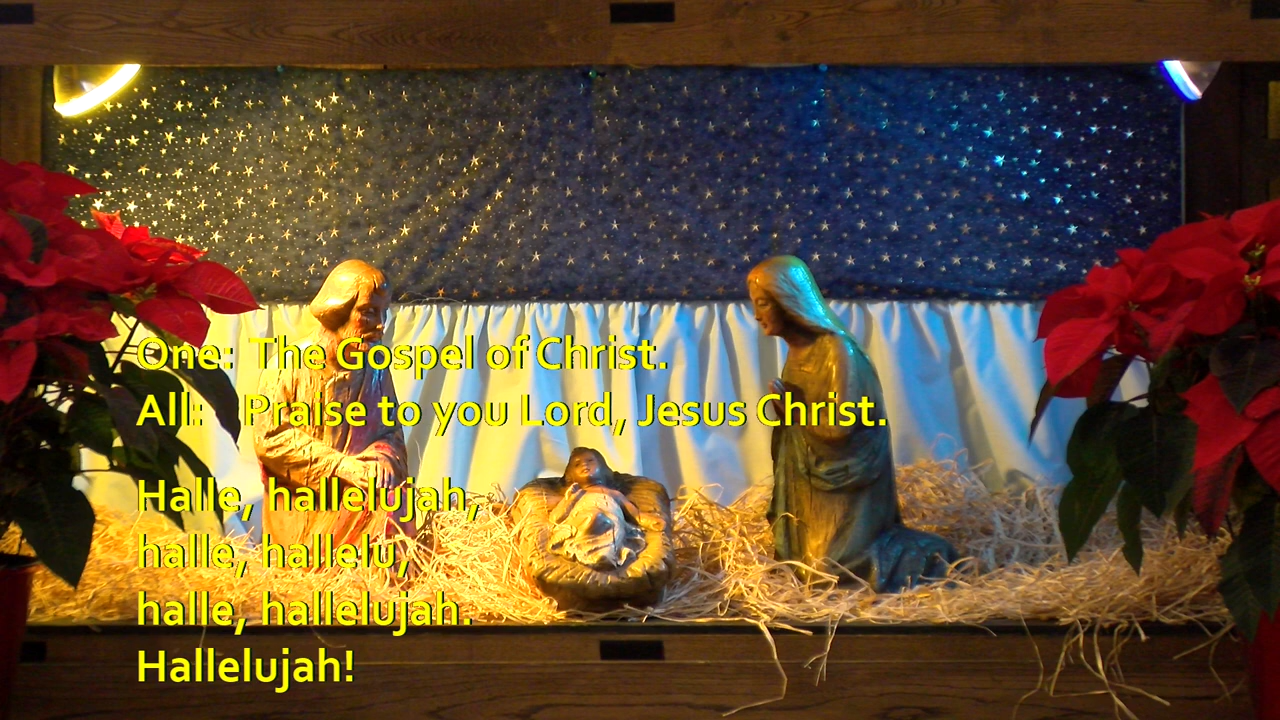 One: The Gospel of Christ.
All: Praise to you Lord, Jesus Christ.
Halle, hallelujah,
halle, hallelu,
halle, hallelujah.
Hallelujah!